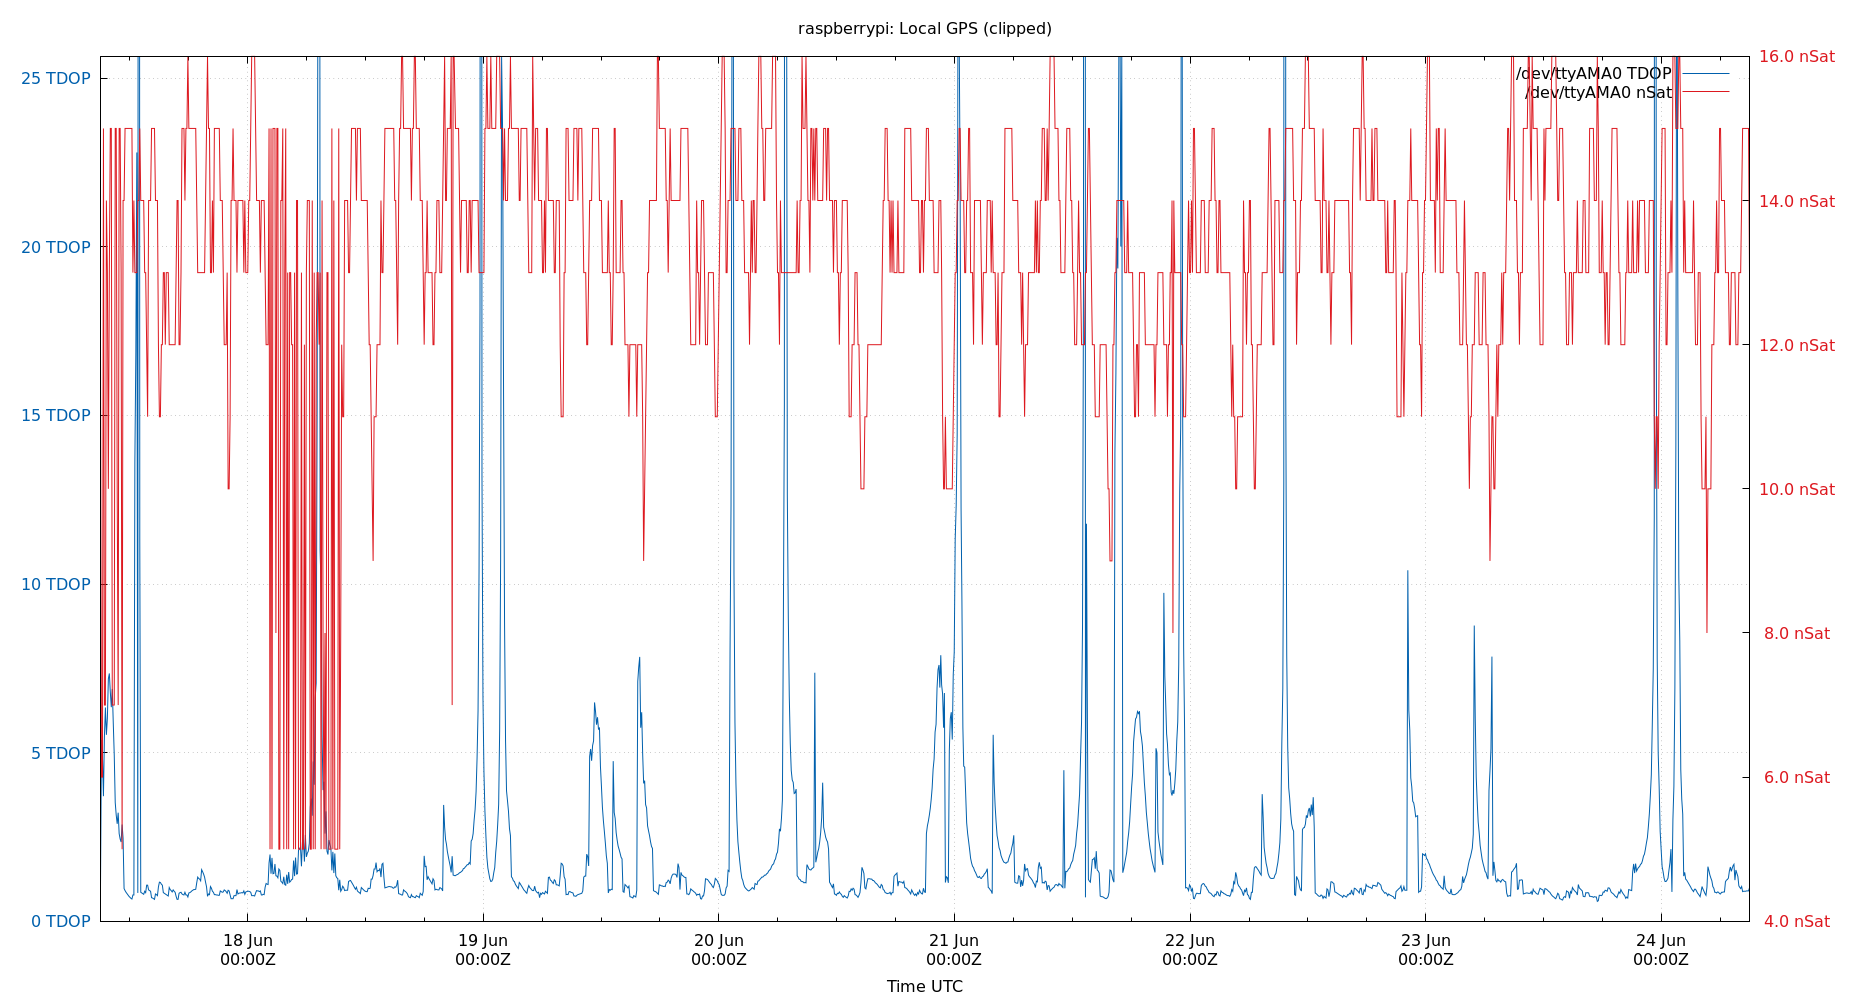 raspberrypi: Local GPS (clipped)
/dev/ttyAMA0 TDOP
/dev/ttyAMA0 nSat
25 TDOP
20 TDOP
15 TDOP
10 TDOP
5 TDOP
0 TDOP
16.0 nSat
14.0 nSat
12.0 nSat
10.0 nSat
8.0 nSat
6.0 nSat
4.0 nSat
18 Jun 19 Jun 20 Jun 21 Jun 22 Jun 23 Jun 24 Jun
00:00Z 00:00Z 00:00Z 00:00Z 00:00Z 00:00Z 00:00Z
Time UTC